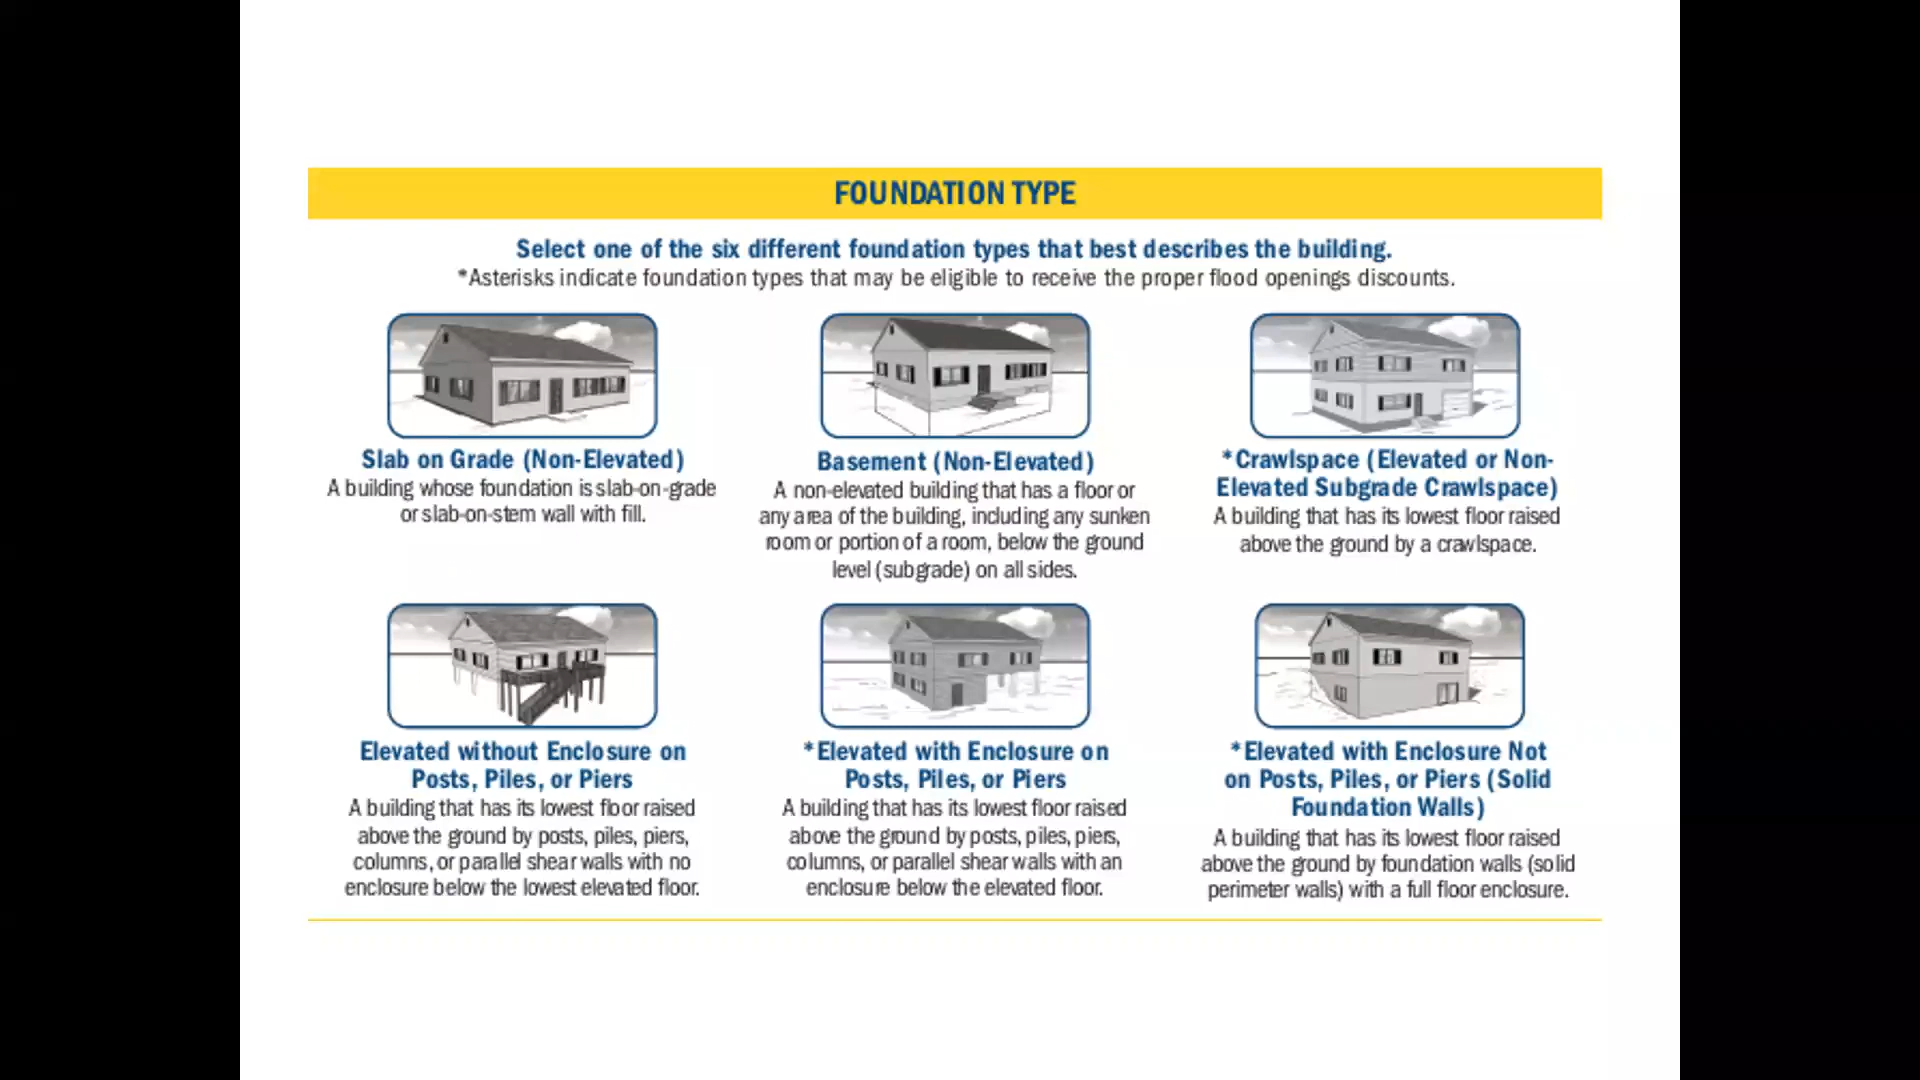 FOUNDATION TYPE
Select one of the six different foundation types that best describes the building.
*Asterisks indicate foundation types that may be eligible to receive the proper flood openings discounts.
Slab on Grade (Non-Elevated)
A building whose foundation is slab-on-grade
or slab-on-stem wall with fill.
Basement (Non-Elevated)
A non-elevated building that has a floor or
any area of the building, including any sunken
room or portion of a room, below the ground
level (subgrade) on all sides.
*Crawlspace (Elevated or Non-
Elevated Subgrade Crawlspace)
A building that has its lowest floor raised
above the ground by a crawlspace.
Elevated without Enclosure on
Posts, Piles, or Piers
A building that has its lowest floor raised
above the ground by posts, piles, piers,
columns, or parallel shear walls with no
enclosure below the lowest elevated floor.
*Elevated with Enclosure on
Posts, Piles, or Piers
A building that has its lowest floor raised
above the ground by posts, piles, piers,
columns, or parallel shear walls with an
enclosure below the elevated floor.
*Elevated with Enclosure Not
on Posts, Piles, or Piers (Solid
Foundation Walls)
A building that has its lowest floor raised
above the ground by foundation walls (solid
perimeter walls) with a full floor enclosure.